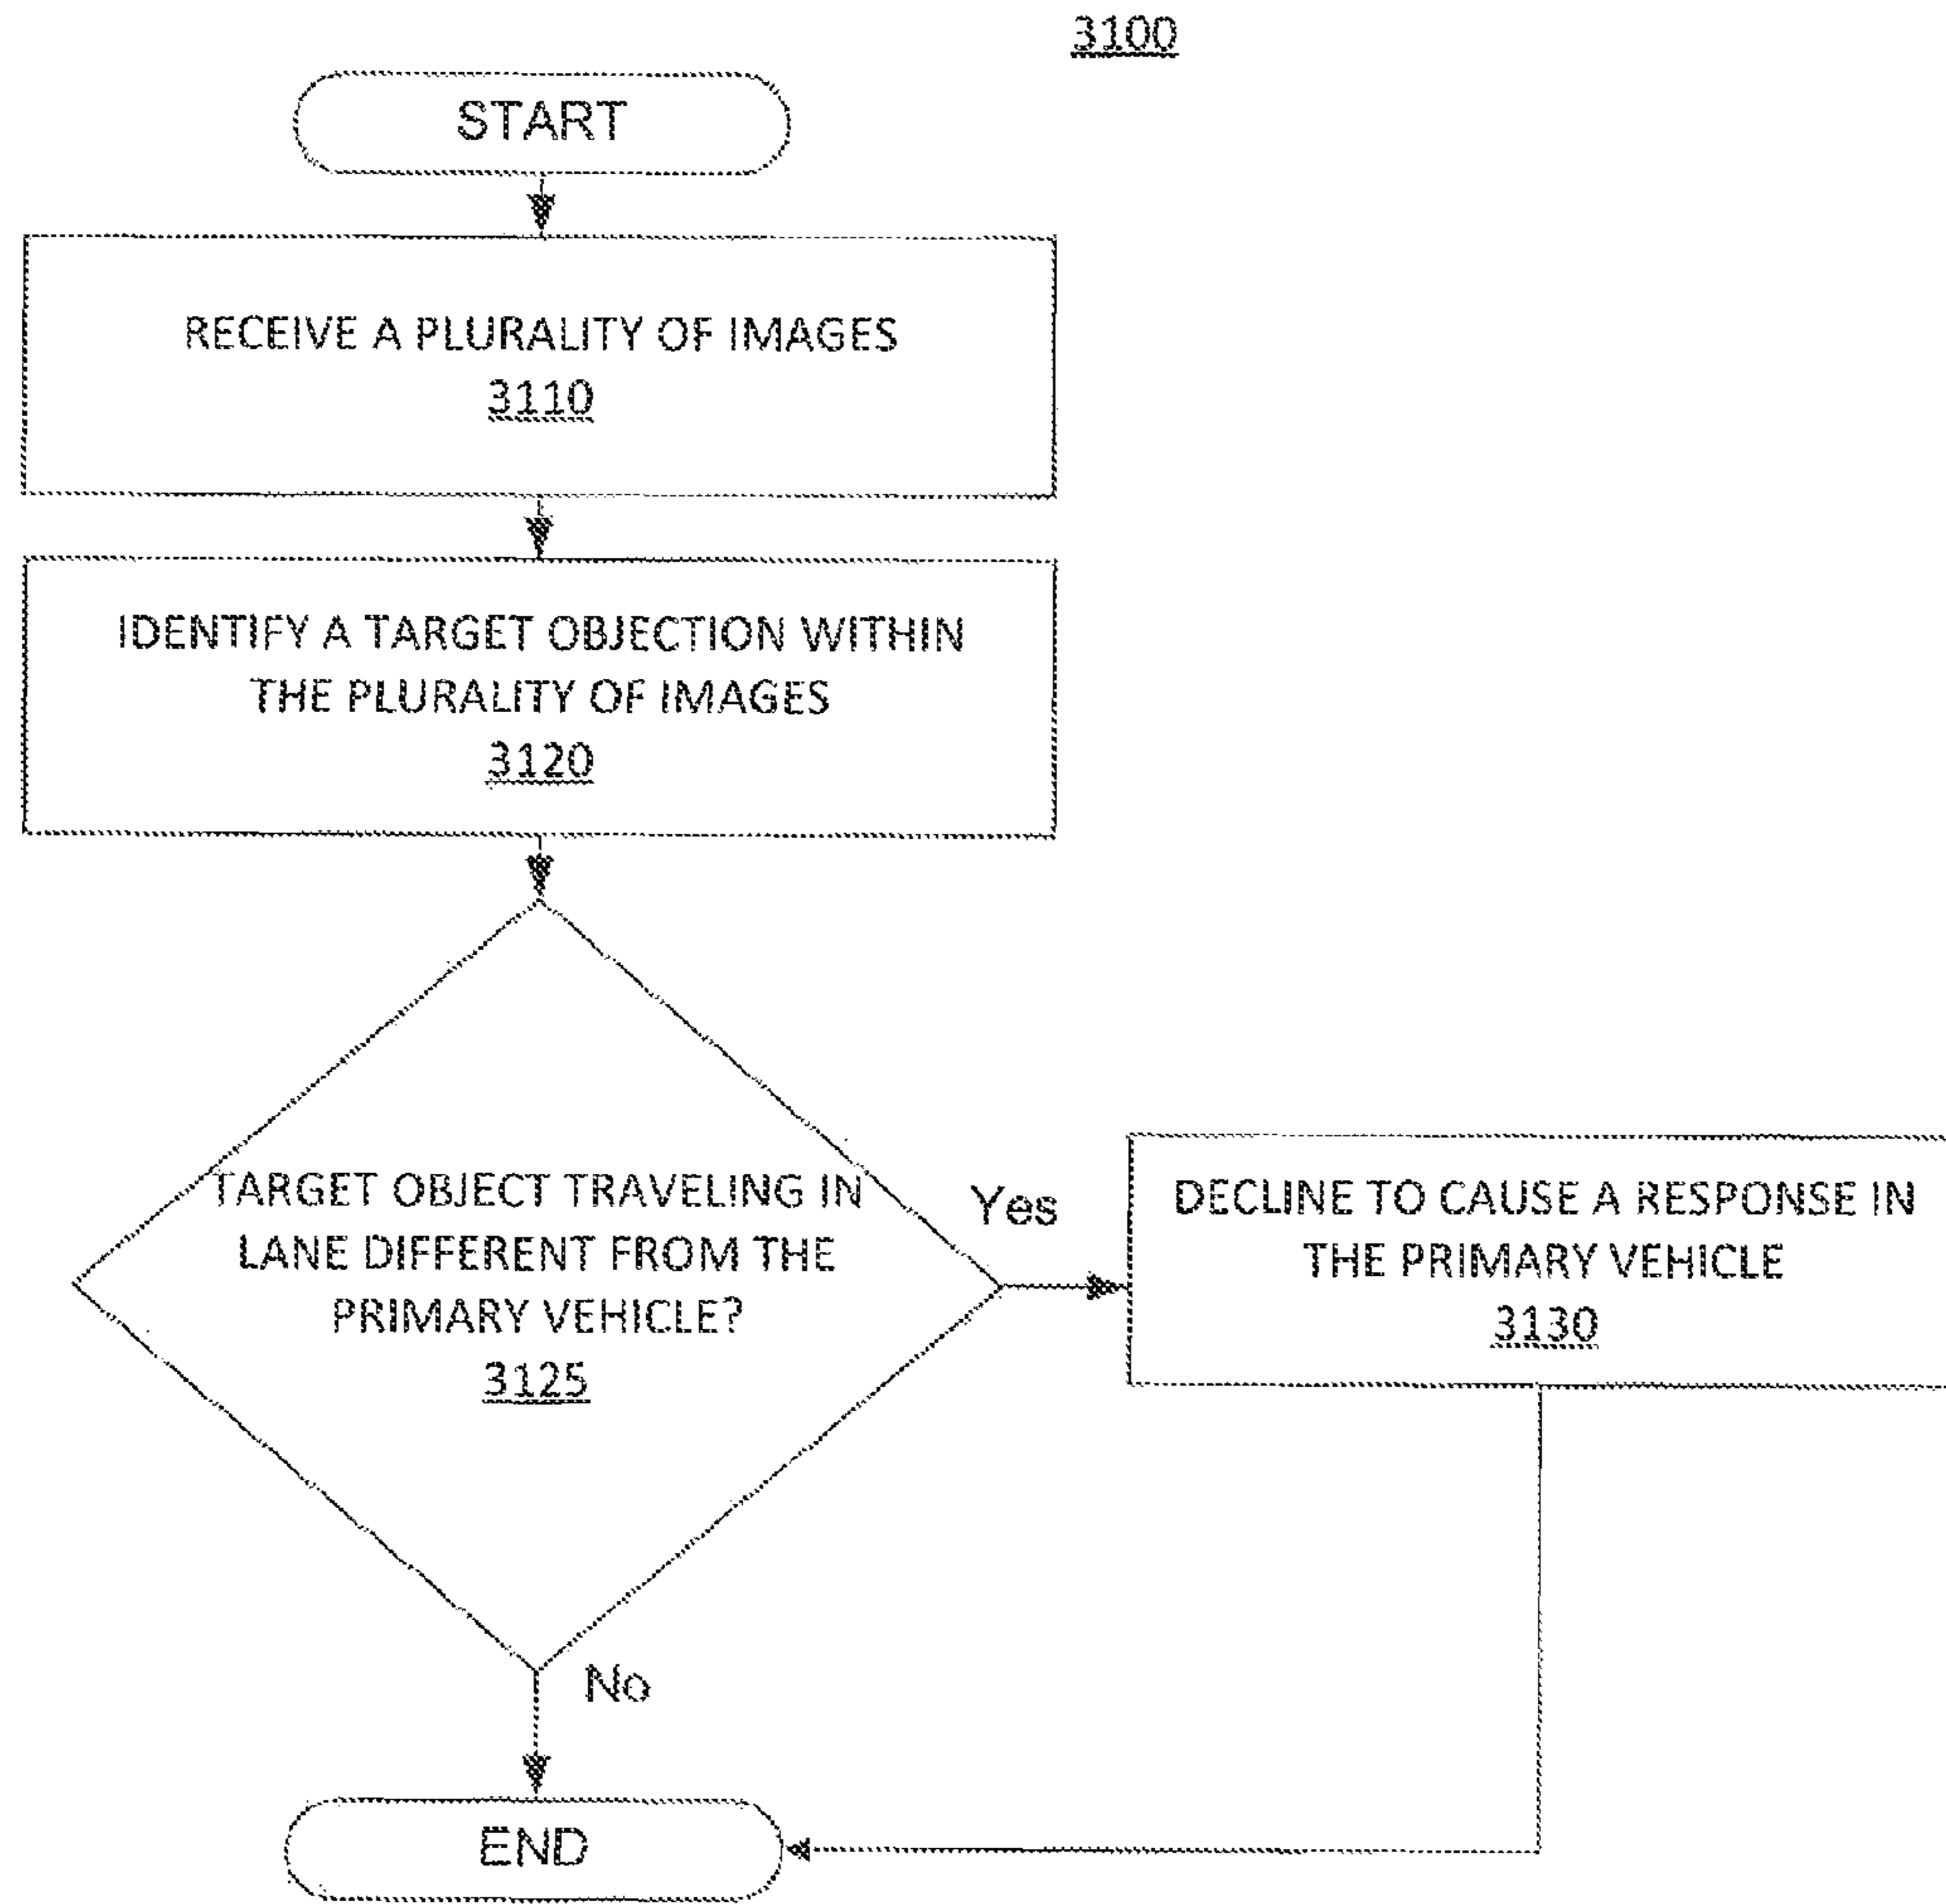 3100
START
RECEIVE A PLURALITY OF IMAGES
3110
IDENTIFY A TARGET OBJECTION WITHIN
THE PLURALITY OF IMAGES
3120
TARGET OBJECT TRAVELING IN
LANE DIFFERENT FROM THE
PRIMARY VEHICLE?
3125
Yes
DECLINE TO CAUSE A RESPONSE IN
THE PRIMARY VEHICLE
3130
No
END